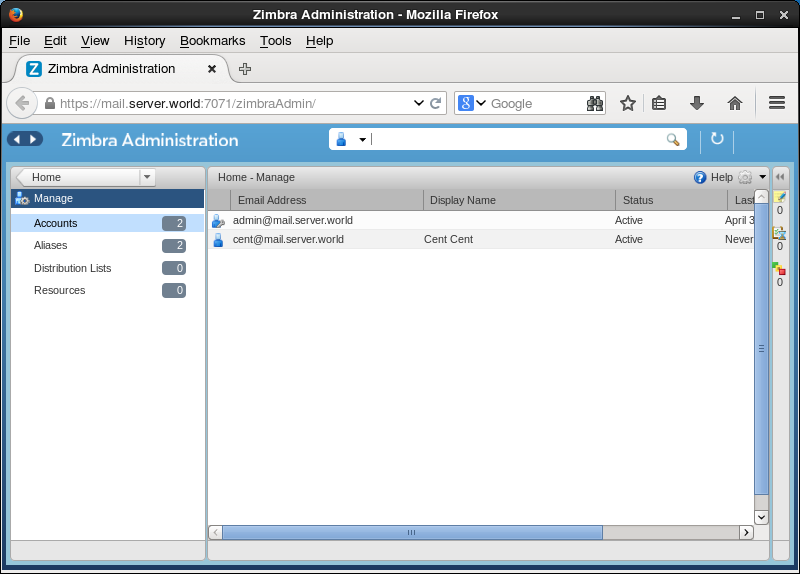 Zimbra Administration - Mozilla Firefox
File Edit View History Bookmarks Tools Help
Zimbra Administration
https://mail.server.world:7071/zimbraAdmin/
Google
Zimbra Administration
Home
Home - Manage
Help
Manage
Email Address Display Name Status Last
Accounts 2
admin@mail.server.world Active April 3
0
Aliases 2
cent@mail.server.world Cent Cent Active Never
0
Distribution Lists 0
0
Resources 0